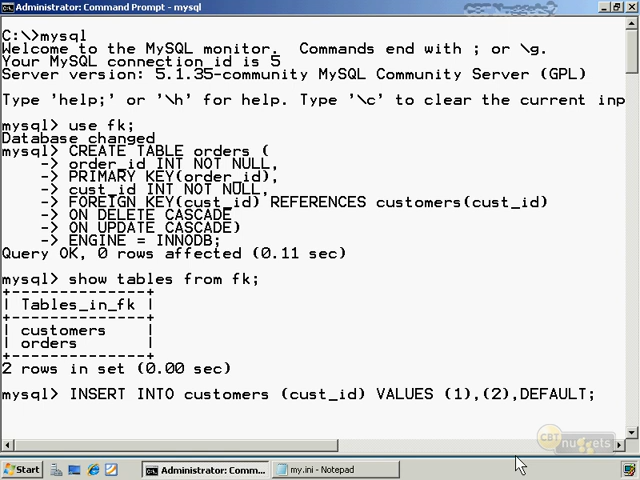 Administrator: Command Prompt - mysql
C:\>mysql
Welcome to the MySQL monitor.  Commands end with ; or \g.
Your MySQL connection id is 5
Server version: 5.1.35-community MySQL Community Server (GPL)
Type 'help;' or '\h' for help. Type '\c' to clear the current inp
mysql> use fk;
Database changed
mysql> CREATE TABLE orders (
    -> order_id INT NOT NULL,
    -> PRIMARY KEY(order_id),
    -> cust_id INT NOT NULL,
    -> FOREIGN KEY(cust_id) REFERENCES customers(cust_id)
    -> ON DELETE CASCADE
    -> ON UPDATE CASCADE)
    -> ENGINE = INNODB;
Query OK, 0 rows affected (0.11 sec)
mysql> show tables from fk;
+--------------+
| Tables_in_fk |
+--------------+
| customers    |
| orders       |
+--------------+
2 rows in set (0.00 sec)
mysql> INSERT INTO customers (cust_id) VALUES (1),(2),DEFAULT;
CBT nuggets
Start
Administrator: Comm...
my.ini - Notepad